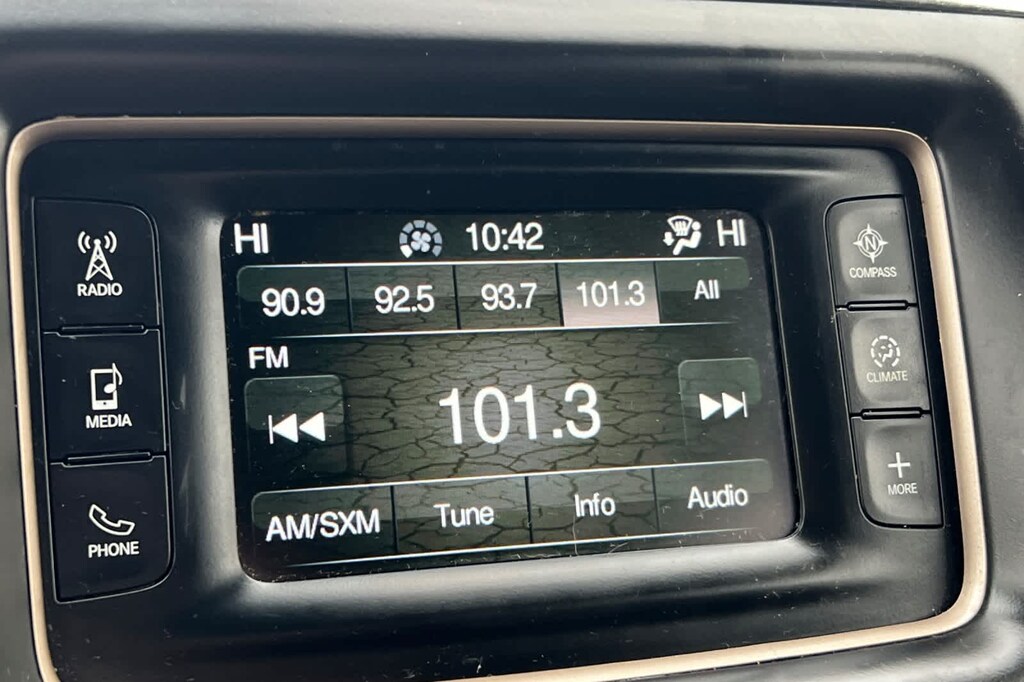 HI 10:42 HI
90.9 92.5 93.7 101.3 All
FM
101.3
AM/SXM Tune Info Audio
RADIO
MEDIA
PHONE
N
COMPASS
CLIMATE
MORE